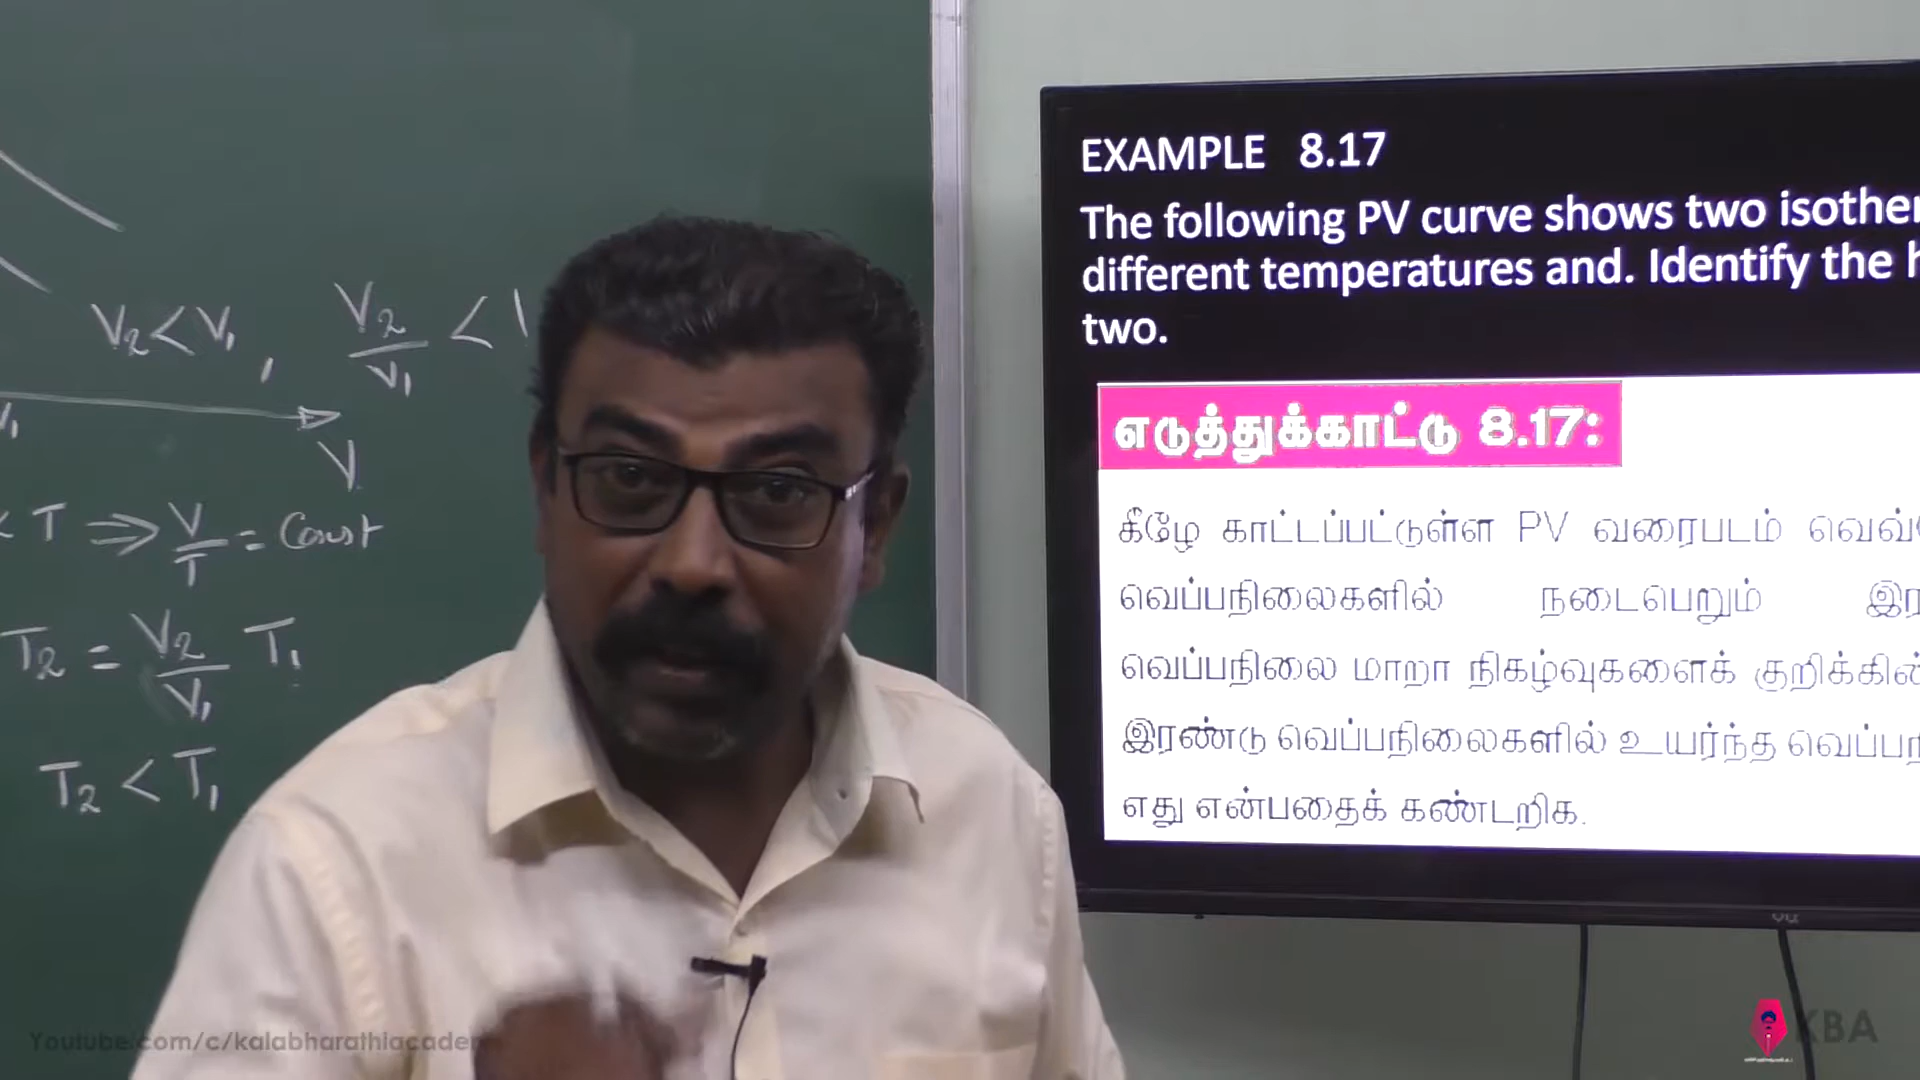 V₂ < V₁ , V₂/V₁ < 1
V₁
V
T ⇒ V/T = Const
T₂ = V₂/V₁ T₁
T₂ < T₁
EXAMPLE 8.17
The following PV curve shows two
different temperatures and. Identify the
two.
எடுத்துக்காட்டு 8.17:
கீழே காட்டப்பட்டுள்ள PV வரைபடம்
வெப்பநிலைகளில் நடைபெறும்
வெப்பநிலை மாறா நிகழ்வுகளைக்
இரண்டு வெப்பநிலைகளில் உயர்ந்த
எது என்பதைக் கண்டறிக.
KBA